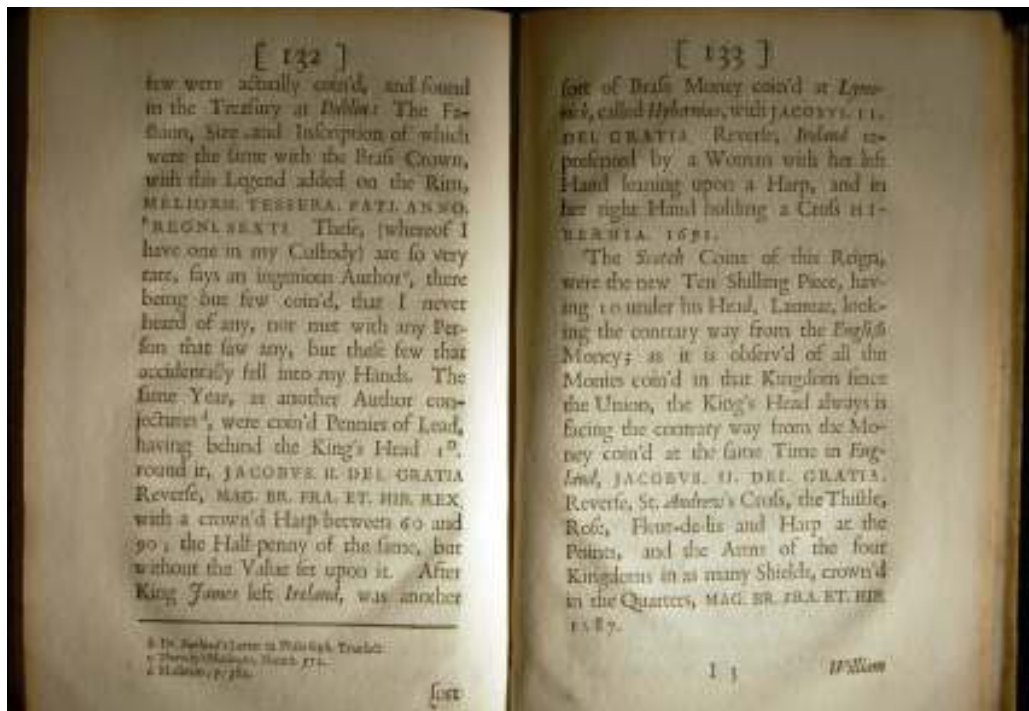 [ 132 ]
few were actually coin'd, and found
in the Treasury at Dublin: The Fa-
shion, Size and Inscription of which
were the same with the Brass Crown,
with this Legend added on the Rim,
MELIORIS. TESSERA. FATI. ANNO.
REGNI. SEXTI. These, (whereof I
have one in my Custody) are so very
rare, says an ingenious Author, there
being but few coin'd, that I never
heard of any, nor met with any Per-
son that saw any, but these few that
accidentally fell into my Hands. The
same Year, as another Author con-
jectures, were coin'd Pennies of Lead,
having behind the King's Head 1D.
round it, JACOBVS. II. DEI. GRATIA
Reverse, MAG. BR. FRA. ET. HIB. REX
with a crown'd Harp between 60 and
90; the Half-penny of the same, but
without the Value set upon it. After
King James left Ireland, was another
Letter in
sort
[ 133 ]
sort of Brass Money coin'd at Lyme-
rick, called Hybernias, with JACOBVS. II.
DEI. GRATIA. Reverse, Ireland re-
presented by a Woman with her left
Hand leaning upon a Harp, and in
her right Hand holding a Cross HI-
BERNIA. 1691.
The Scotch Coins of this Reign,
were the new Ten Shilling Piece, hav-
ing 10 under his Head, Laureat, look-
ing the contrary way from the English
Money; as it is observ'd of all the
Monies coin'd in that Kingdom since
the Union, the King's Head always is
facing the contrary way from the Mo-
ney coin'd at the same Time in Eng-
land, JACOBVS. II. DEI. GRATIA.
Reverse, St. Andrew's Cross, the Thistle,
Rose, Fleur-de-lis and Harp at the
Points, and the Arms of the four
Kingdoms in as many Shields, crown'd
in the Quarters, MAG. BR. FRA. ET. HIB
I 3
William